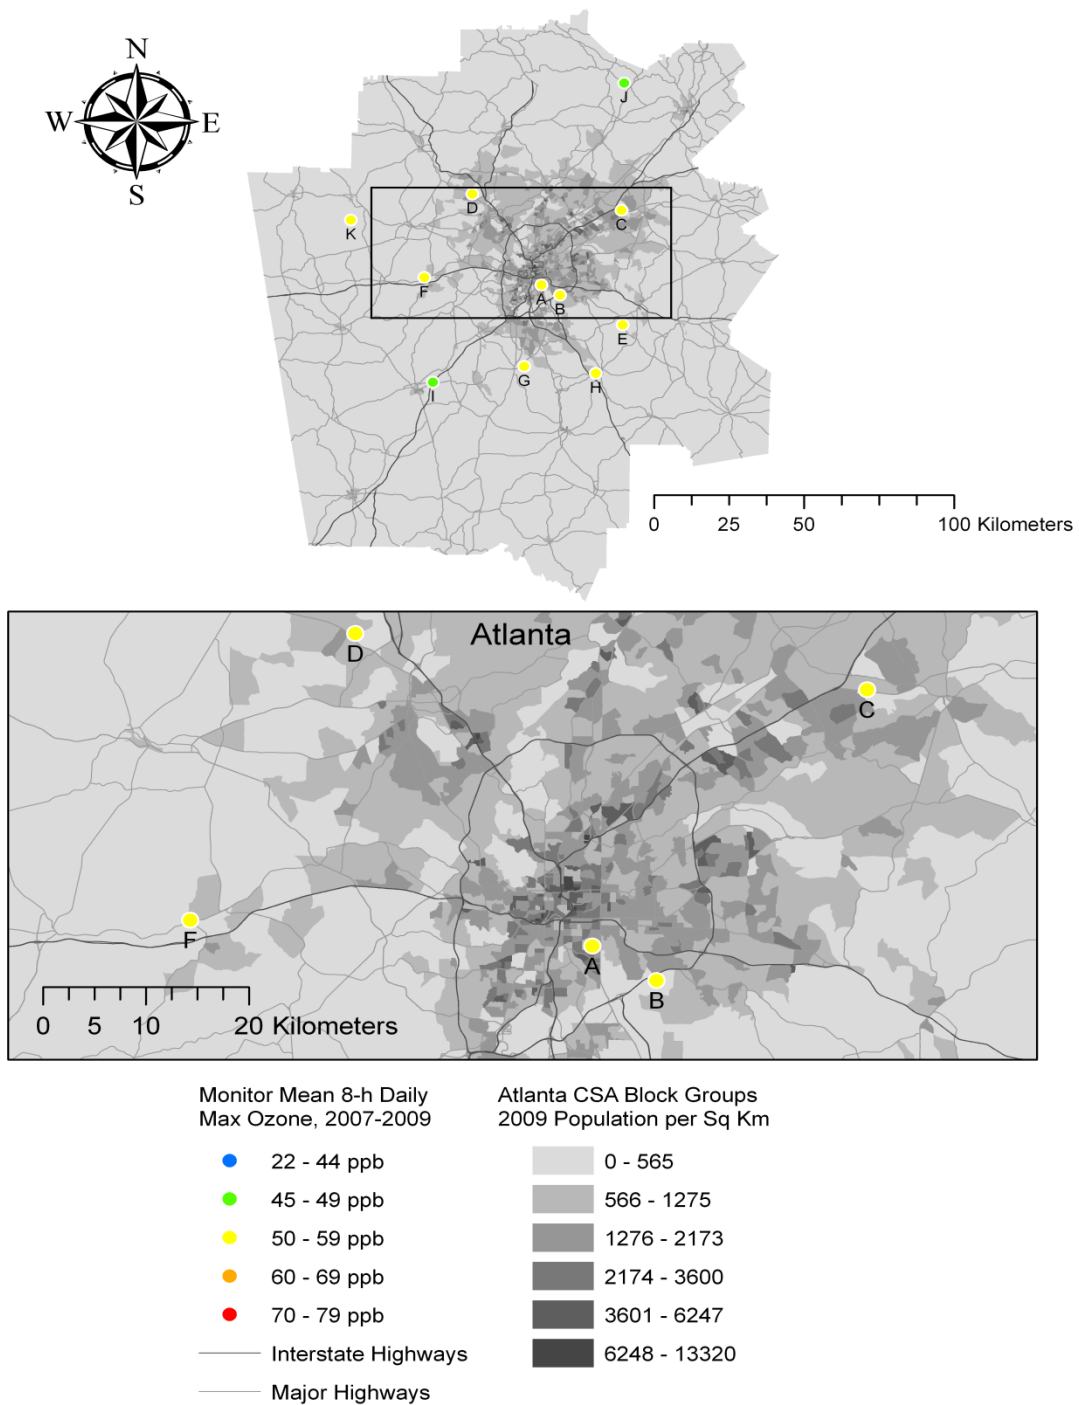 N
W E
S
J
D
C
K
F
A
B
E
G
H
I
0 25 50 100 Kilometers
Atlanta
D
C
F
A
B
0 5 10 20 Kilometers
Monitor Mean 8-h Daily
Max Ozone, 2007-2009
22 - 44 ppb
45 - 49 ppb
50 - 59 ppb
60 - 69 ppb
70 - 79 ppb
Interstate Highways
Major Highways
Atlanta CSA Block Groups
2009 Population per Sq Km
0 - 565
566 - 1275
1276 - 2173
2174 - 3600
3601 - 6247
6248 - 13320